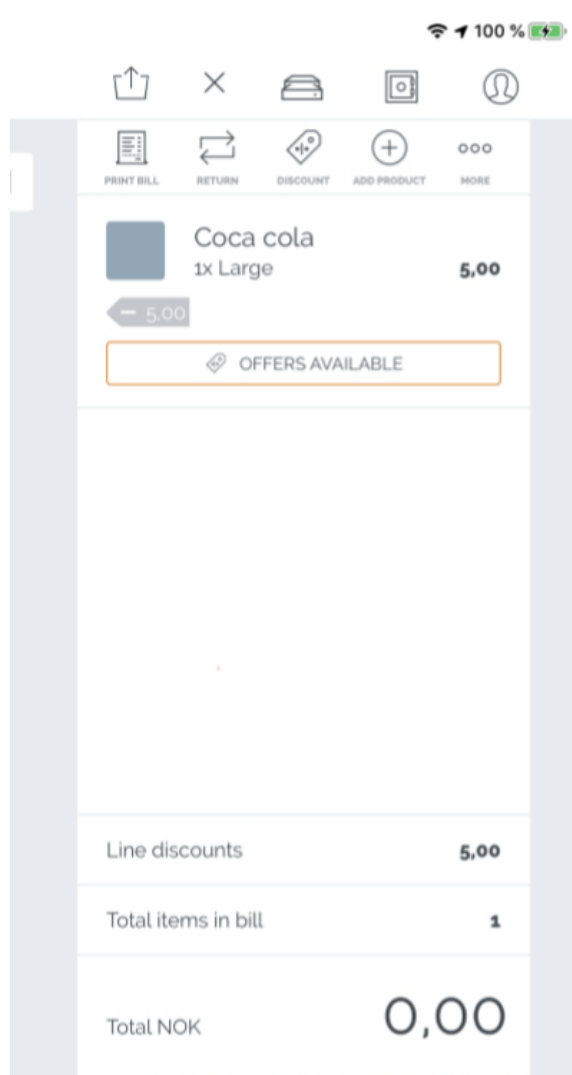 100 %
PRINT BILL RETURN DISCOUNT ADD PRODUCT MORE
Coca cola
1x Large 5,00
5,00
OFFERS AVAILABLE
Line discounts 5,00
Total items in bill 1
Total NOK 0,00